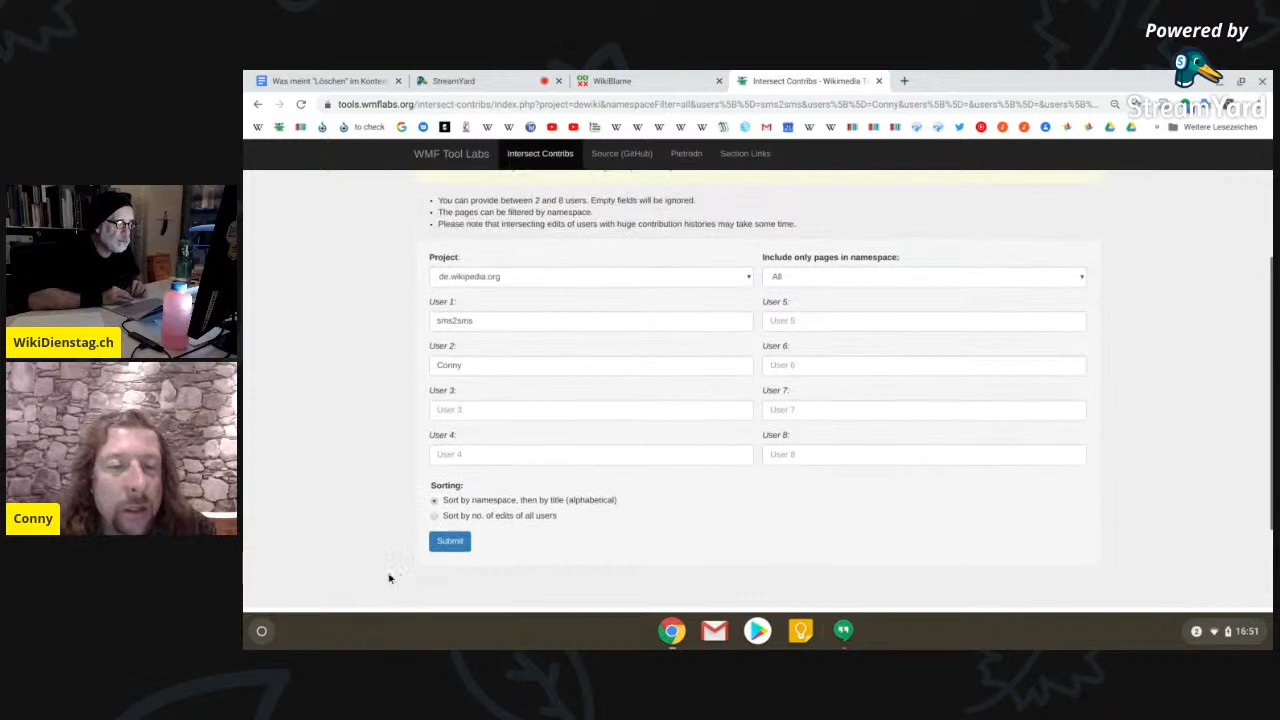 Powered by
StreamYard
Was meint "Löschen" im Kontex
StreamYard
WikiBlame
Intersect Contribs - Wikimedia T
tools.wmflabs.org/intersect-contribs/index.php?project=dewiki&namespaceFilter=all&users%5B%5D=sms2sms&users%5B%5D=Conny&users%5B%5D=&users%5B%5D=&users%5B%...
to check
Weitere Lesezeichen
WMF Tool Labs
Intersect Contribs
Source (GitHub)
Pietrodn
Section Links
• You can provide between 2 and 8 users. Empty fields will be ignored.
• The pages can be filtered by namespace.
• Please note that intersecting edits of users with huge contribution histories may take some time.
Project:
Include only pages in namespace:
de.wikipedia.org
All
User 1:
User 5:
sms2sms
User 5
User 2:
User 6:
Conny
User 6
User 3:
User 7:
User 3
User 7
User 4:
User 8:
User 4
User 8
Sorting:
Sort by namespace, then by title (alphabetical)
Sort by no. of edits of all users
Submit
16:51
WikiDienstag.ch
Conny